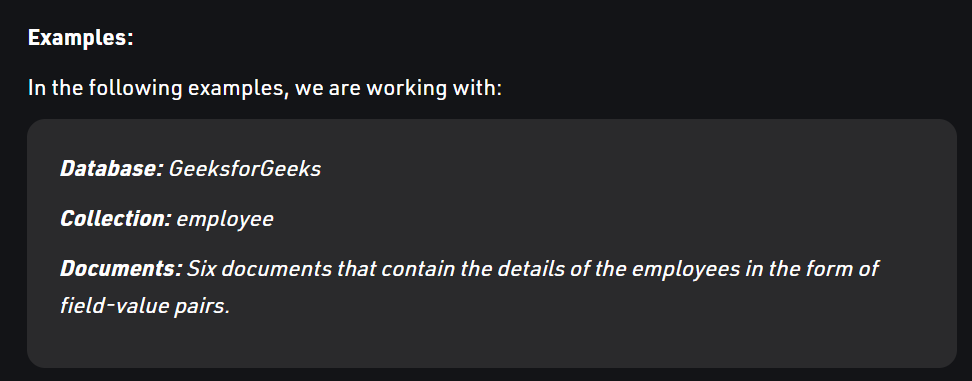 Examples:
In the following examples, we are working with:
Database: GeeksforGeeks
Collection: employee
Documents: Six documents that contain the details of the employees in the form of
field-value pairs.